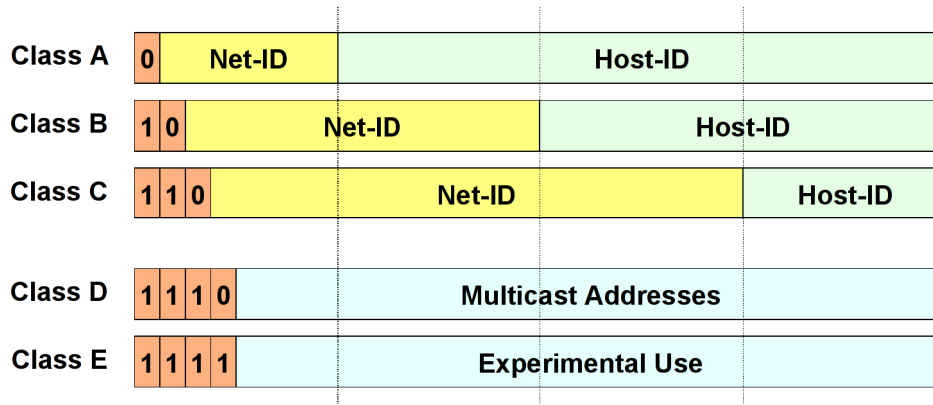 Class A 0 Net-ID Host-ID
Class B 1 0 Net-ID Host-ID
Class C 1 1 0 Net-ID Host-ID
Class D 1 1 1 0 Multicast Addresses
Class E 1 1 1 1 Experimental Use